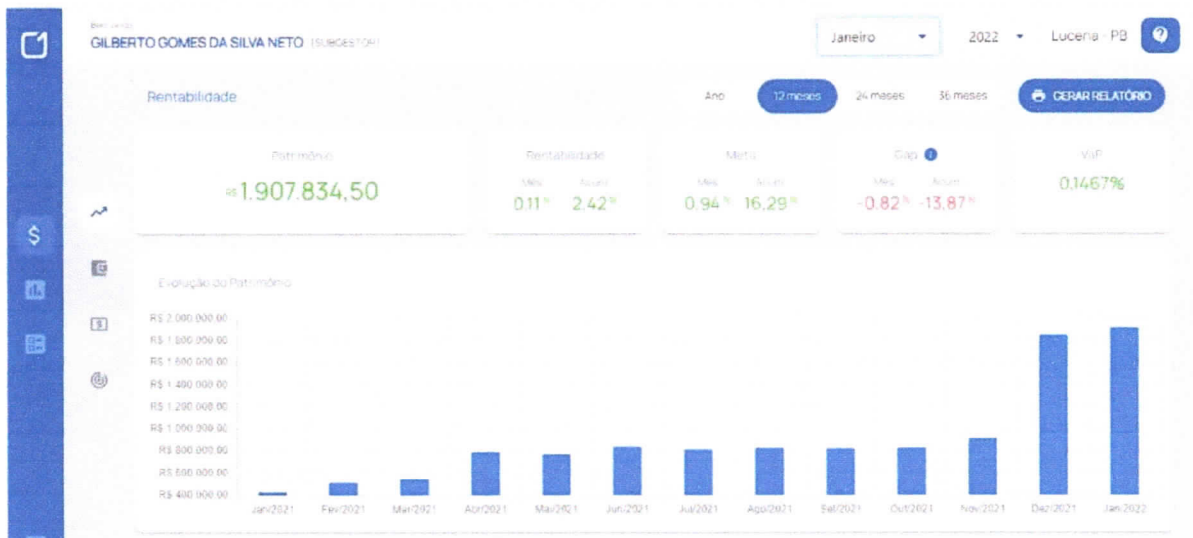 GILBERTO GOMES DA SILVA NETO (SUBGESTOR)
Janeiro 2022 Lucena - PB
Rentabilidade Ano 12 meses 24 meses 36 meses GERAR RELATÓRIO
Patrimônio Rentabilidade Meta Gap VaR
Mês Acum Mês Acum Mês Acum
R$ 1.907.834,50 0.11 % 2.42 % 0.94 % 16.29 % -0.82 % -13.87 % 0.1467%
Evolução do Patrimônio
R$ 2.000.000.00
R$ 1.800.000.00
R$ 1.600.000.00
R$ 1.400.000.00
R$ 1.200.000.00
R$ 1.000.000.00
R$ 800.000.00
R$ 600.000.00
R$ 400.000.00
Jan/2021 Fev/2021 Mar/2021 Abr/2021 Mai/2021 Jun/2021 Jul/2021 Ago/2021 Set/2021 Out/2021 Nov/2021 Dez/2021 Jan/2022